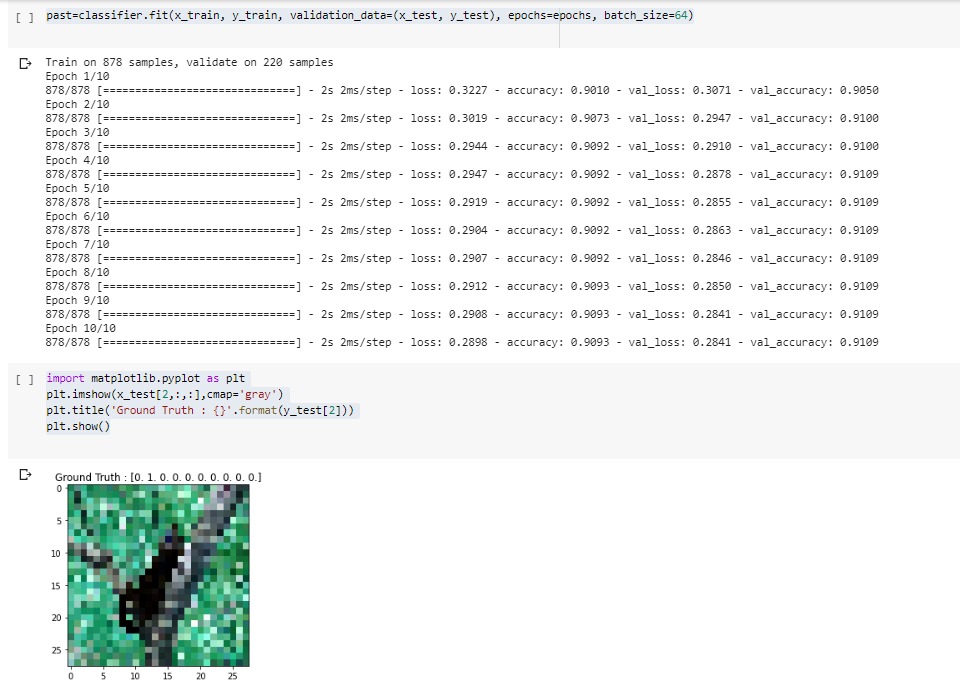 [ ] past=classifier.fit(x_train, y_train, validation_data=(x_test, y_test), epochs=epochs, batch_size=64)
Train on 878 samples, validate on 220 samples
Epoch 1/10
878/878 [==============================] - 2s 2ms/step - loss: 0.3227 - accuracy: 0.9010 - val_loss: 0.3071 - val_accuracy: 0.9050
Epoch 2/10
878/878 [==============================] - 2s 2ms/step - loss: 0.3019 - accuracy: 0.9073 - val_loss: 0.2947 - val_accuracy: 0.9100
Epoch 3/10
878/878 [==============================] - 2s 2ms/step - loss: 0.2944 - accuracy: 0.9092 - val_loss: 0.2910 - val_accuracy: 0.9100
Epoch 4/10
878/878 [==============================] - 2s 2ms/step - loss: 0.2947 - accuracy: 0.9092 - val_loss: 0.2878 - val_accuracy: 0.9109
Epoch 5/10
878/878 [==============================] - 2s 2ms/step - loss: 0.2919 - accuracy: 0.9092 - val_loss: 0.2855 - val_accuracy: 0.9109
Epoch 6/10
878/878 [==============================] - 2s 2ms/step - loss: 0.2904 - accuracy: 0.9092 - val_loss: 0.2863 - val_accuracy: 0.9109
Epoch 7/10
878/878 [==============================] - 2s 2ms/step - loss: 0.2907 - accuracy: 0.9092 - val_loss: 0.2846 - val_accuracy: 0.9109
Epoch 8/10
878/878 [==============================] - 2s 2ms/step - loss: 0.2912 - accuracy: 0.9093 - val_loss: 0.2850 - val_accuracy: 0.9109
Epoch 9/10
878/878 [==============================] - 2s 2ms/step - loss: 0.2908 - accuracy: 0.9093 - val_loss: 0.2841 - val_accuracy: 0.9109
Epoch 10/10
878/878 [==============================] - 2s 2ms/step - loss: 0.2898 - accuracy: 0.9093 - val_loss: 0.2841 - val_accuracy: 0.9109
[ ] import matplotlib.pyplot as plt
plt.imshow(x_test[2,:,:],cmap='gray')
plt.title('Ground Truth : {}'.format(y_test[2]))
plt.show()
Ground Truth : [0. 1. 0. 0. 0. 0. 0. 0. 0. 0. 0.]
0
5
10
15
20
25
0 5 10 15 20 25